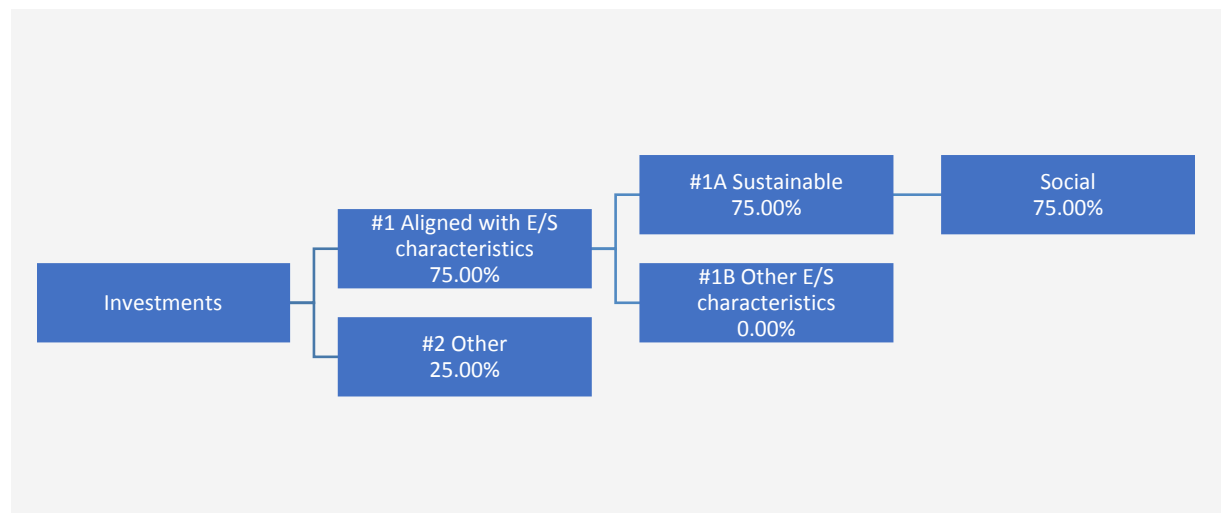 Investments
#1 Aligned with E/S
characteristics
75.00%
#2 Other
25.00%
#1A Sustainable
75.00%
#1B Other E/S
characteristics
0.00%
Social
75.00%